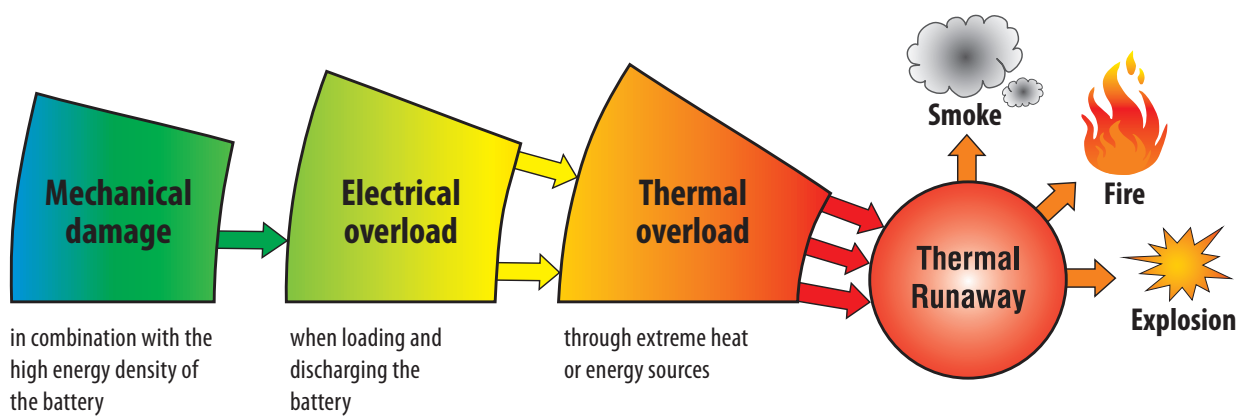 Mechanical
damage
in combination with the
high energy density of
the battery
Electrical
overload
when loading and
discharging the
battery
Thermal
overload
through extreme heat
or energy sources
Thermal
Runaway
Smoke
Fire
Explosion